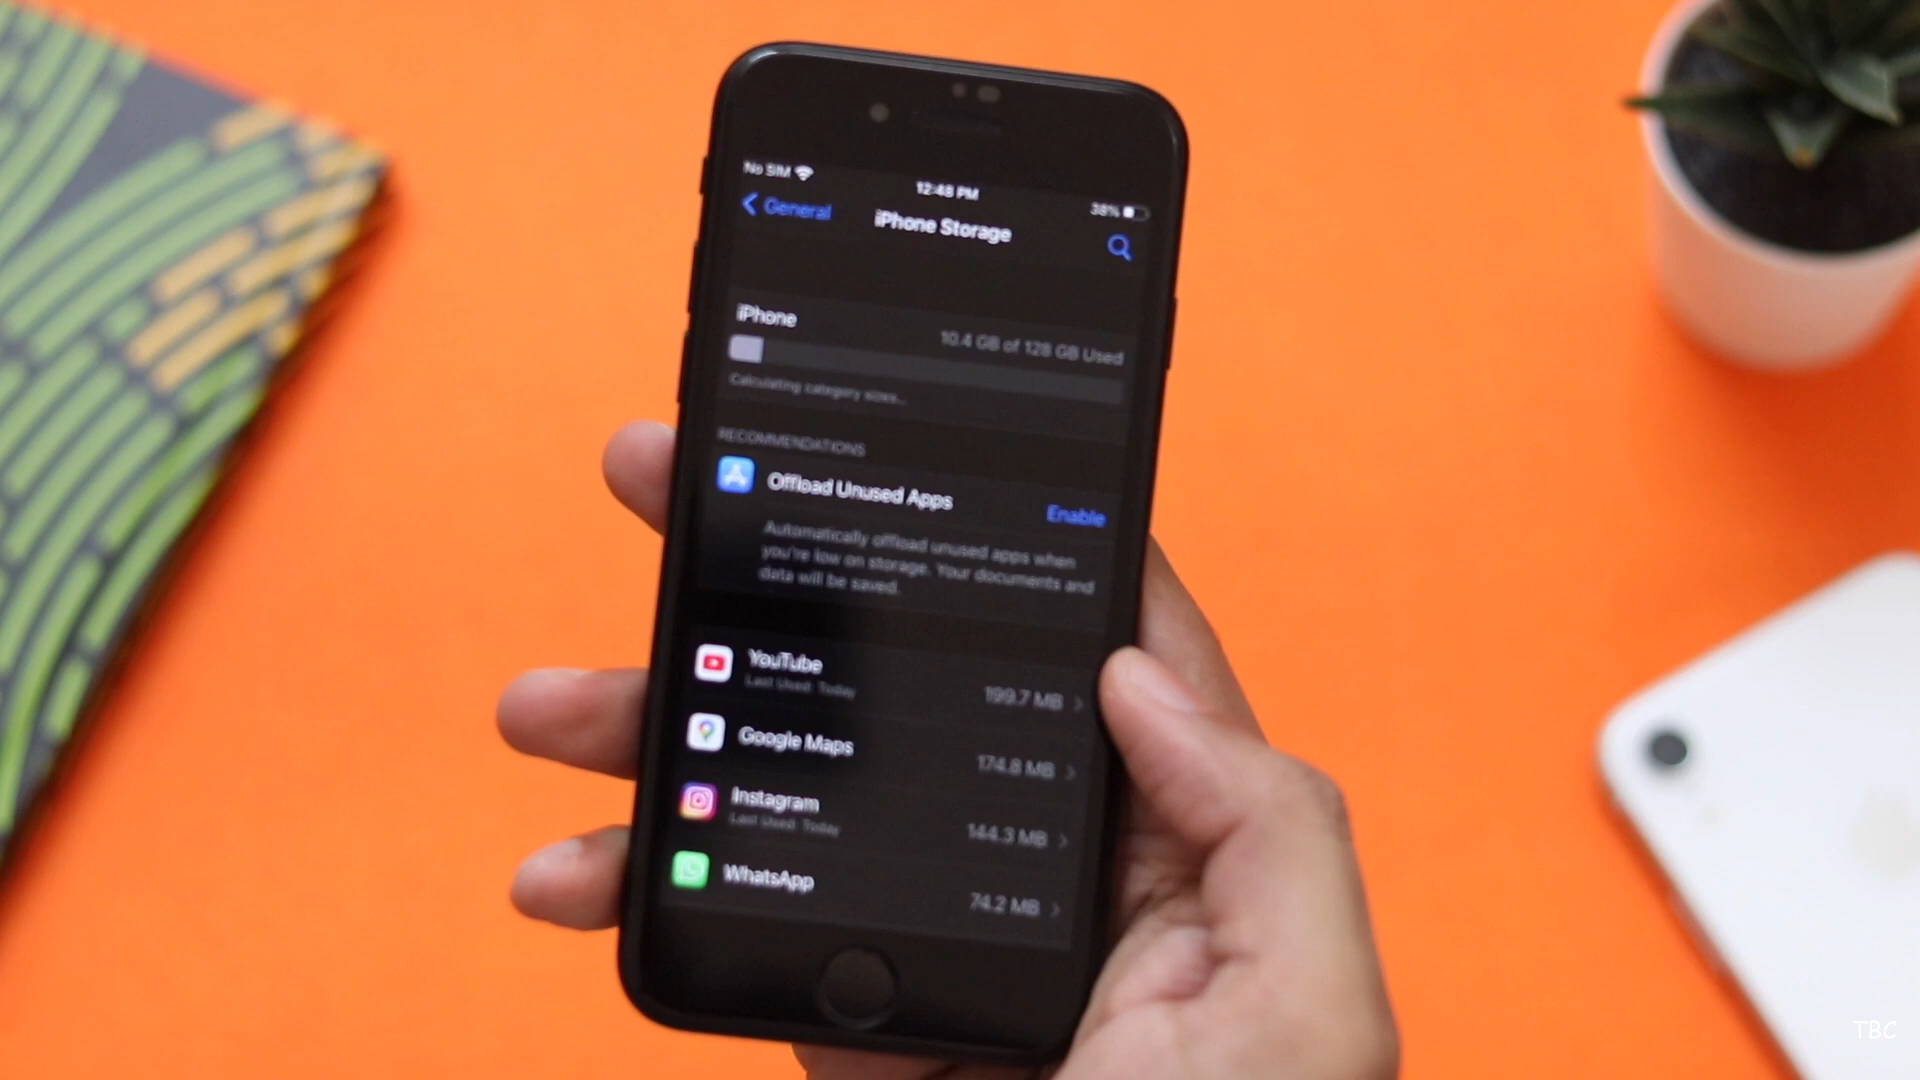 No SIM
12:48 PM
38%
General
iPhone Storage
iPhone
10.4 GB of 128 GB Used
Calculating category sizes...
RECOMMENDATIONS
Offload Unused Apps
Enable
Automatically offload unused apps when
you're low on storage. Your documents and
data will be saved.
YouTube
Last Used: Today
199.7 MB
Google Maps
174.8 MB
Instagram
Last Used: Today
144.3 MB
WhatsApp
74.2 MB
TBC